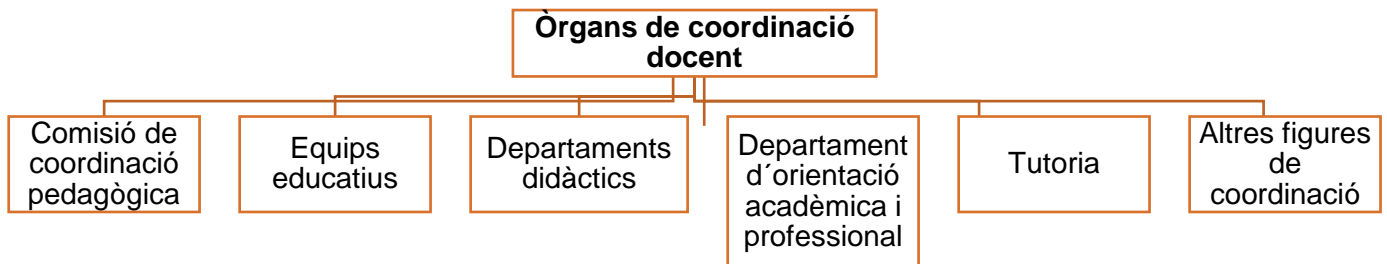 Òrgans de coordinació
docent
Comisió de
coordinació
pedagògica
Equips
educatius
Departaments
didàctics
Departament
d´orientació
acadèmica i
professional
Tutoria
Altres figures
de
coordinació